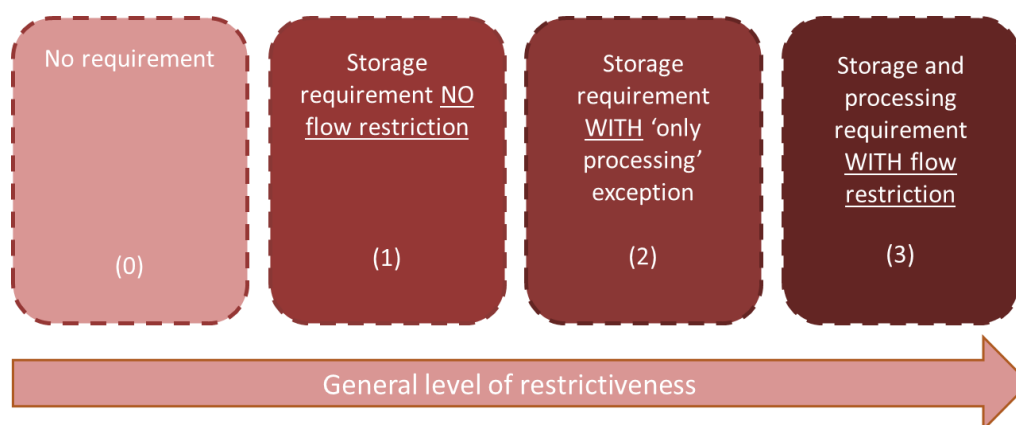 No requirement
(0)
Storage
requirement NO
flow restriction
(1)
Storage
requirement
WITH ‘only
processing’
exception
(2)
Storage and
processing
requirement
WITH flow
restriction
(3)
General level of restrictiveness